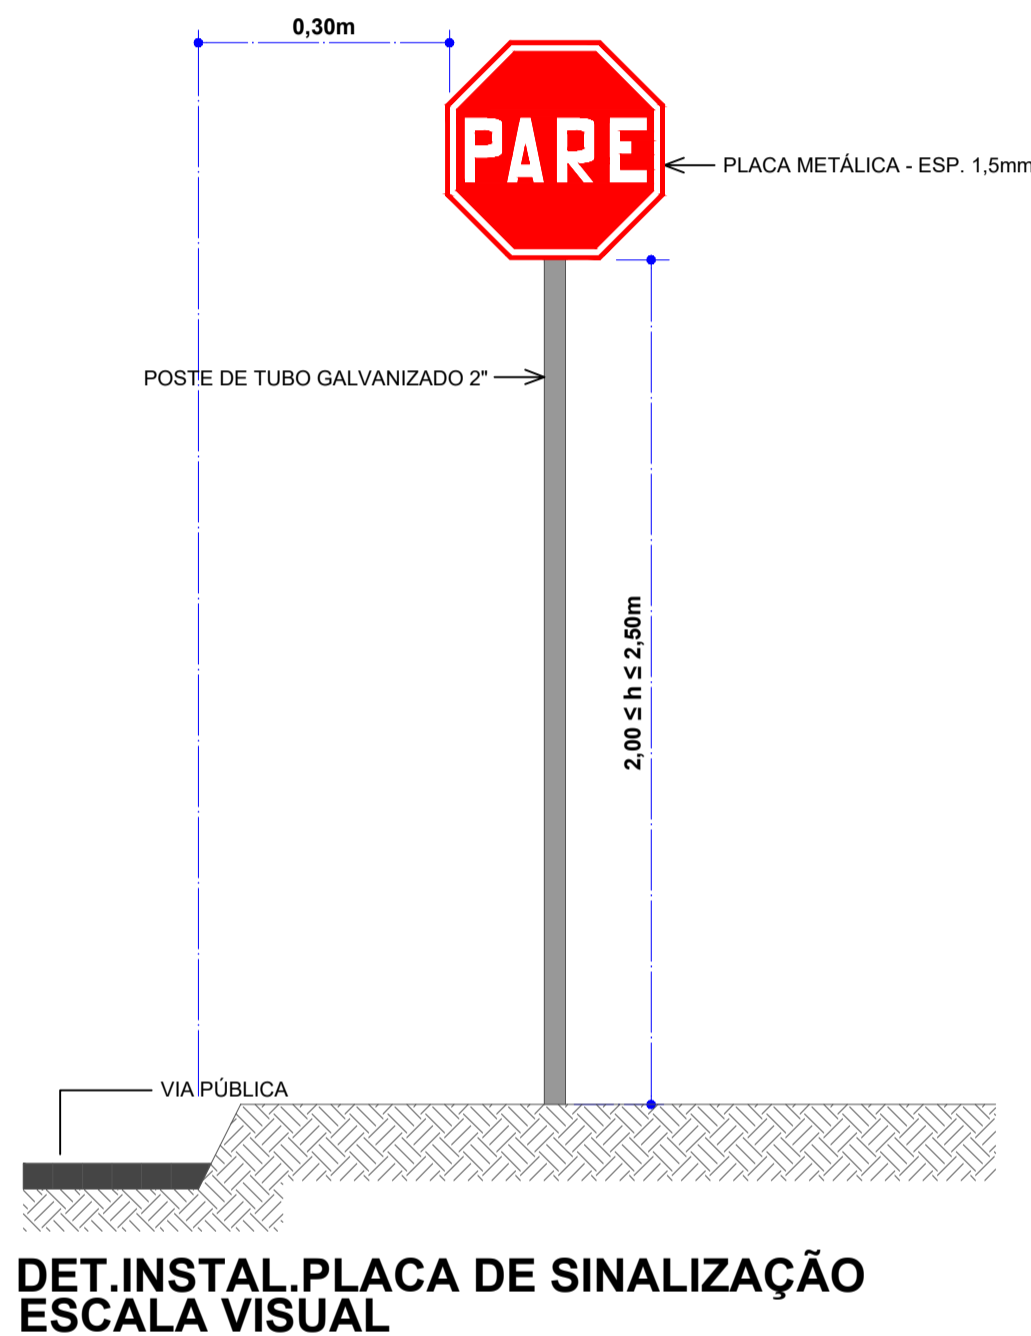 0,30m
PARE
PLACA METÁLICA - ESP. 1,5mm
POSTE DE TUBO GALVANIZADO 2"
2,00 ≤ h ≤ 2,50m
VIA PÚBLICA
DET.INSTAL.PLACA DE SINALIZAÇÃO
ESCALA VISUAL